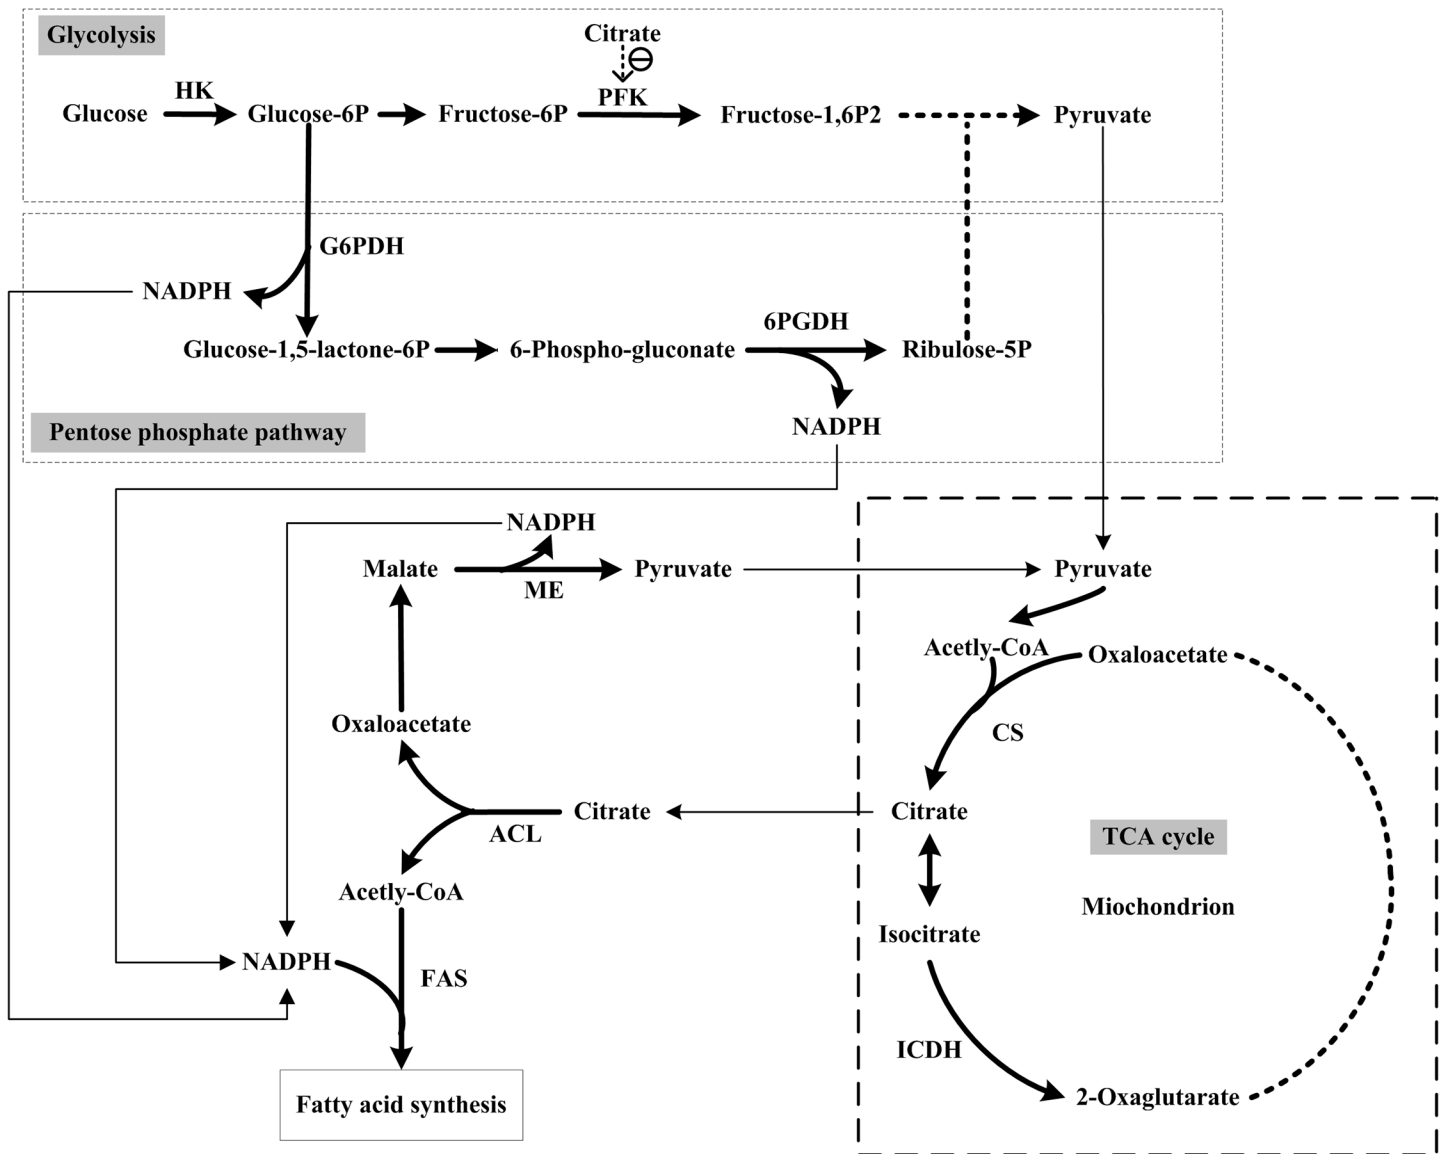 Glycolysis
Citrate
HK
PFK
Glucose
Glucose-6P
Fructose-6P
Fructose-1,6P2
Pyruvate
G6PDH
NADPH
6PGDH
Glucose-1,5-lactone-6P
6-Phospho-gluconate
Ribulose-5P
NADPH
Pentose phosphate pathway
NADPH
Malate
ME
Pyruvate
Pyruvate
Acetly-CoA
Oxaloacetate
Oxaloacetate
CS
Citrate
Citrate
ACL
TCA cycle
Acetly-CoA
Miochondrion
Isocitrate
NADPH
FAS
ICDH
2-Oxaglutarate
Fatty acid synthesis